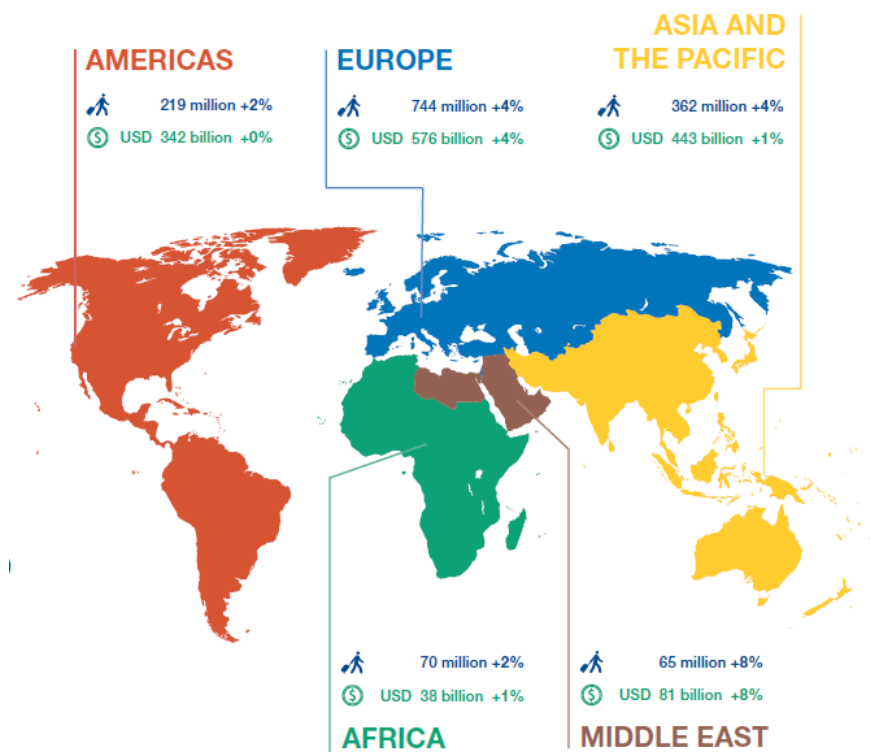 AMERICAS
219 million +2%
USD 342 billion +0%
EUROPE
744 million +4%
USD 576 billion +4%
ASIA AND
THE PACIFIC
362 million +4%
USD 443 billion +1%
70 million +2%
USD 38 billion +1%
AFRICA
65 million +8%
USD 81 billion +8%
MIDDLE EAST